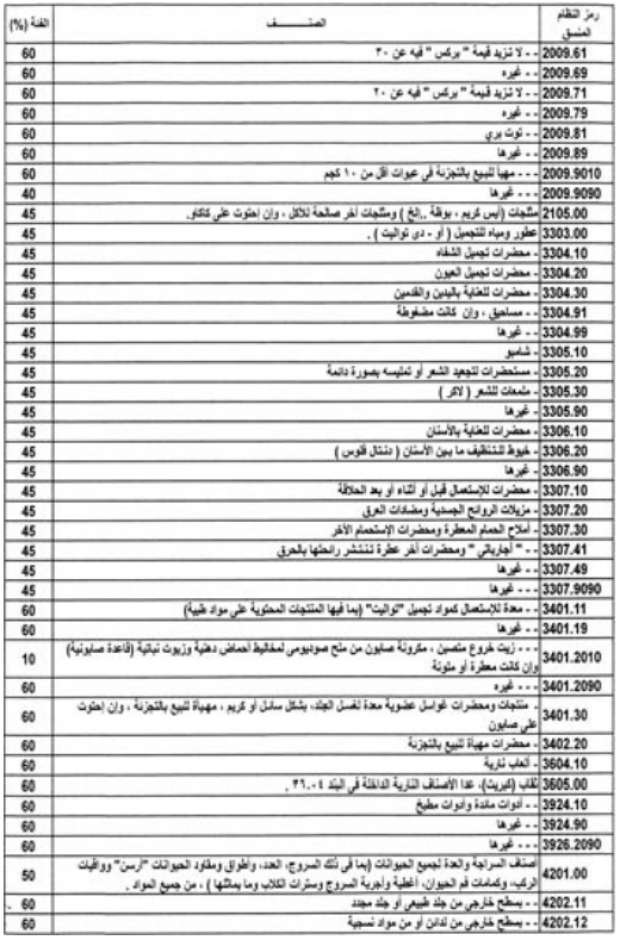 رمز النظام المنسق | الصنف | الفئة (%)
2009.61 | - - لا تزيد قيمة " بركس " فيه عن ٣٠ | 60
2009.69 | - - غيره | 60
2009.71 | - - لا تزيد قيمة " بركس " فيه عن ٢٠ | 60
2009.79 | - - غيره | 60
2009.81 | - - توت بري | 60
2009.89 | - - غيرها | 60
2009.9010 | - - - مهيأ للبيع بالتجزئة في عبوات أقل من ١٠ كجم | 60
2009.9090 | - - - غيرها | 40
2105.00 | مثلجات (آيس كريم ، بوظة ..إلخ ) ومثلجات آخر صالحة للأكل ، وإن إحتوت على كاكاو. | 45
3303.00 | عطور ومياه للتجميل ( أو - دي تواليت ) . | 45
3304.10 | - محضرات تجميل الشفاه | 45
3304.20 | - محضرات تجميل العيون | 45
3304.30 | - محضرات للعناية باليدين والقدمين | 45
3304.91 | - - مساحيق ، وإن كانت مضغوطة | 45
3304.99 | - - غيرها | 45
3305.10 | - شامبو | 45
3305.20 | - مستحضرات لتجعيد الشعر أو تمليسه بصورة دائمة | 45
3305.30 | - ملمعات للشعر ( لاكر ) | 45
3305.90 | - غيرها | 45
3306.10 | - محضرات للعناية بالأسنان | 45
3306.20 | - خيوط للتنظيف ما بين الأسنان ( دنتال فلوس ) | 45
3306.90 | - غيرها | 45
3307.10 | - محضرات للإستعمال قبل أو أثناء أو بعد الحلاقة | 45
3307.20 | - مزيلات الروائح الجسدية ومضادات العرق | 45
3307.30 | - أملاح الحمام المعطرة ومحضرات الإستحمام الآخر | 45
3307.41 | - - " أجارباتي " ومحضرات آخر عطرة تنتشر رائحتها بالحرق | 45
3307.49 | - - غيرها | 45
3307.9090 | - - - غيرها | 45
3401.11 | - - معدة للإستعمال كمواد تجميل "تواليت" (بما فيها المنتجات المحتوية على مواد طبية) | 60
3401.19 | - - غيرها | 60
3401.2010 | - - - زيت خروع متصبن ، مكرونة صابون من ملح صوديومي لمخاليط أحماض دهنية وزيوت نباتية (قاعدة صابونية) | 10
وإن كانت معطرة أو ملونة
3401.2090 | - - - غيره | 60
3401.30 | - منتجات ومحضرات غواسل عضوية معدة لغسل الجلد، بشكل سائل أو كريم ، مهيأة للبيع بالتجزئة ، وإن إحتوت | 60
على صابون
3402.20 | - محضرات مهيأة للبيع بالتجزئة | 60
3604.10 | - ألعاب نارية | 60
3605.00 | ثقاب (كبريت)، عدا الأصناف النارية الداخلة في البند ٣٦.٠٤ . | 60
3924.10 | - - أدوات مائدة وأدوات مطبخ | 60
3924.90 | - - غيرها | 60
3926.2090 | - - - غيرها | 60
4201.00 | أصناف السراجة والعدة لجميع الحيوانات (بما في ذلك السروج، العدد، وأطواق ومقاود الحيوانات "أرسن" وواقيات | 50
الركب، وكمامات فم الحيوان، أغطية وأجربة السروج وسترات الكلاب وما يماثلها ) ، من جميع المواد .
4202.11 | - - بسطح خارجي من جلد طبيعي أو جلد مجدد | 60
4202.12 | - - بسطح خارجي من لدائن أو من مواد نسجية | 60